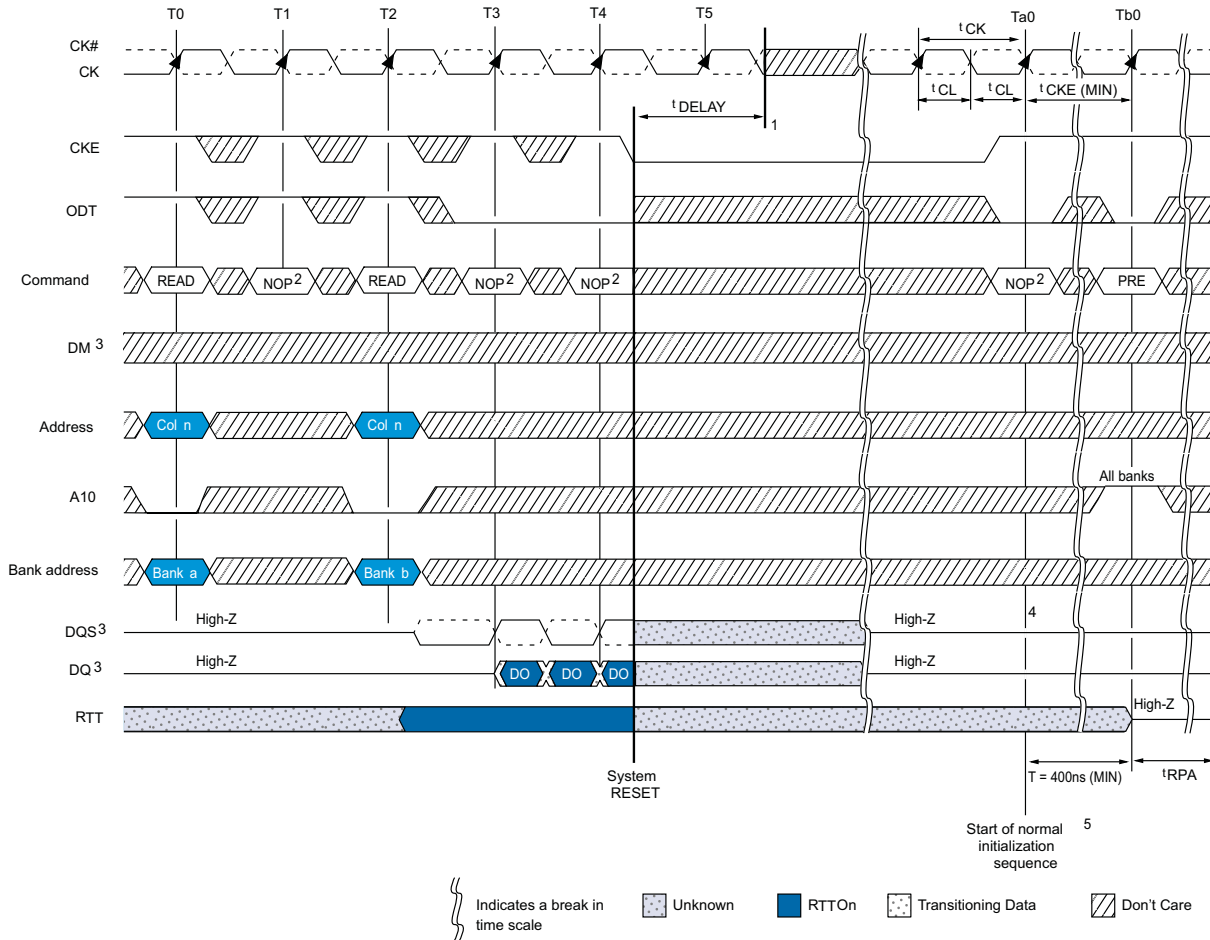 T0 T1 T2 T3 T4 T5 Ta0 Tb0
CK#
CK
tCK
tCL tCL tCKE (MIN)
tDELAY
1
CKE
ODT
Command READ NOP2 READ NOP2 NOP2 NOP2 PRE
DM 3
Address Col n Col n
A10 All banks
Bank address Bank a Bank b
DQS 3 High-Z High-Z 4
DQ 3 High-Z DO DO DO High-Z
RTT High-Z
System
RESET
T = 400ns (MIN) tRPA
Start of normal 5
initialization
sequence
Indicates a break in
time scale
Unknown RTTOn Transitioning Data Don't Care